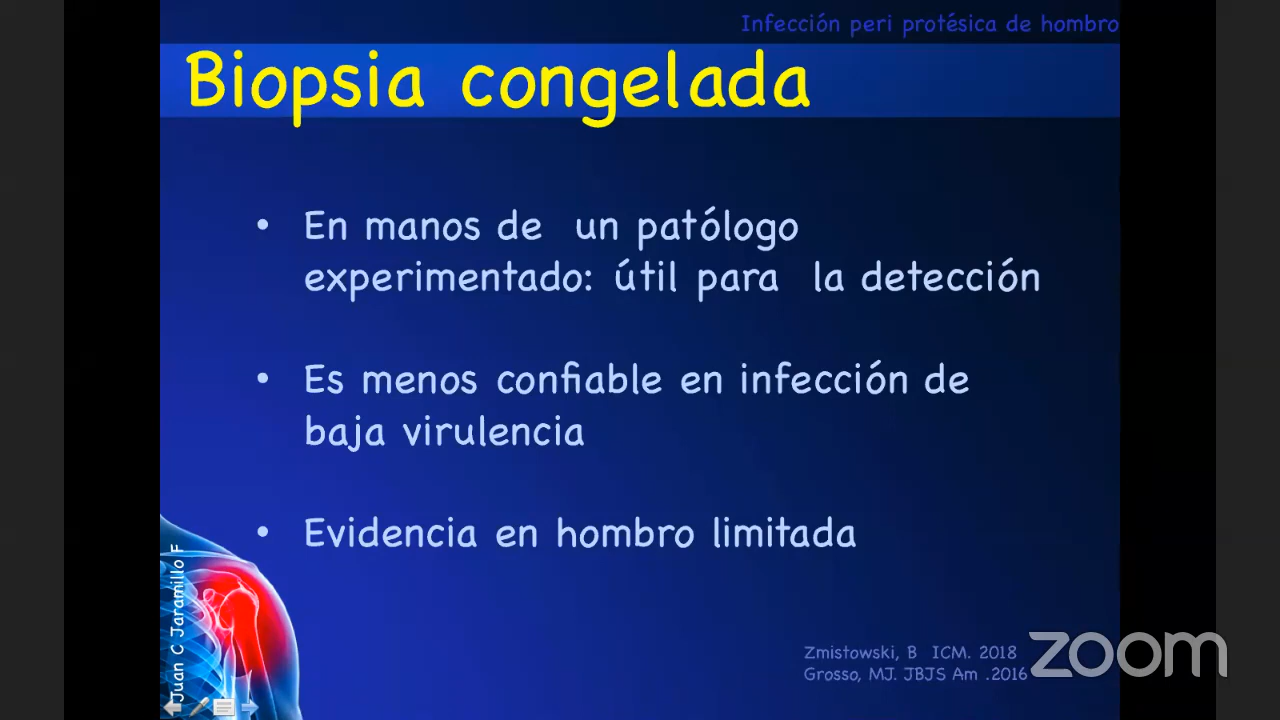 Infección peri protésica de hombro
Biopsia congelada
• En manos de un patólogo
experimentado: útil para la detección
• Es menos confiable en infección de
baja virulencia
• Evidencia en hombro limitada
Juan C Jaramillo F
Zmistowski, B ICM. 2018
Grosso, MJ. JBJS Am .2016
zoom